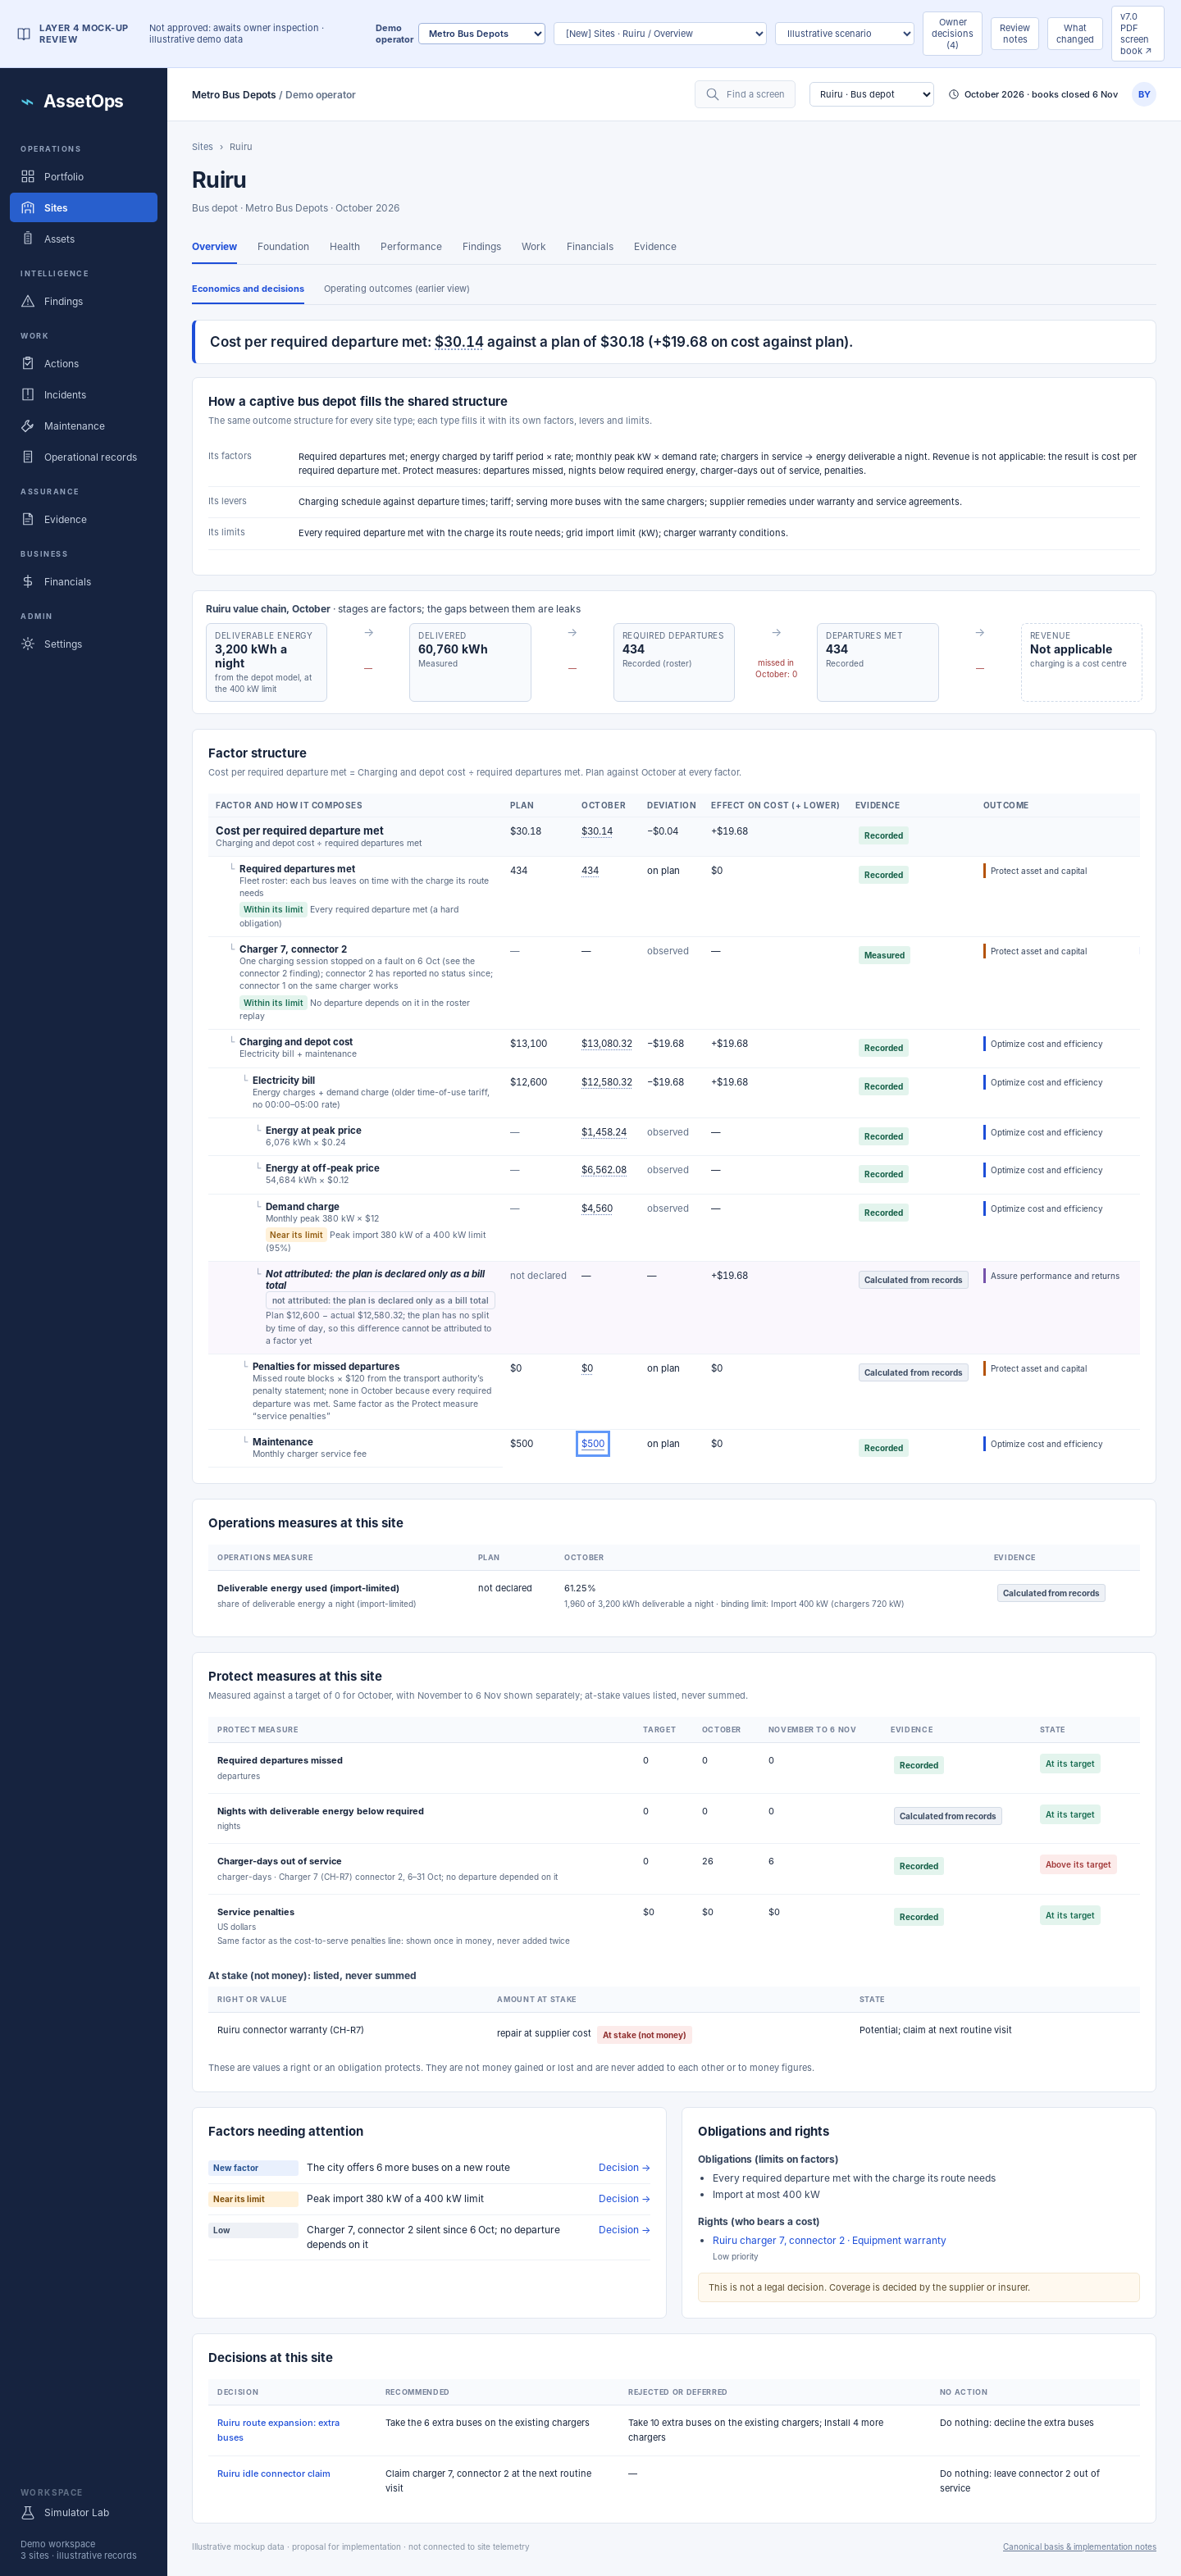 LAYER 4 MOCK-UP REVIEW
Not approved: awaits owner inspection · illustrative demo data
Demo operator
Metro Bus Depots
[New] Sites · Ruiru / Overview
Illustrative scenario
Owner decisions (4)
Review notes
What changed
v7.0 PDF screen book ↗
AssetOps
OPERATIONS
Portfolio
Sites
Assets
INTELLIGENCE
Findings
WORK
Actions
Incidents
Maintenance
Operational records
ASSURANCE
Evidence
BUSINESS
Financials
ADMIN
Settings
WORKSPACE
Simulator Lab
Demo workspace
3 sites · illustrative records
Metro Bus Depots / Demo operator
Find a screen
Ruiru · Bus depot
October 2026 · books closed 6 Nov
BY
Sites › Ruiru
Ruiru
Bus depot · Metro Bus Depots · October 2026
Overview Foundation Health Performance Findings Work Financials Evidence
Economics and decisions Operating outcomes (earlier view)
Cost per required departure met: $30.14 against a plan of $30.18 (+$19.68 on cost against plan).
How a captive bus depot fills the shared structure
The same outcome structure for every site type; each type fills it with its own factors, levers and limits.
Its factors
Required departures met; energy charged by tariff period × rate; monthly peak kW × demand rate; chargers in service → energy deliverable a night. Revenue is not applicable: the result is cost per
required departure met. Protect measures: departures missed, nights below required energy, charger-days out of service, penalties.
Its levers
Charging schedule against departure times; tariff; serving more buses with the same chargers; supplier remedies under warranty and service agreements.
Its limits
Every required departure met with the charge its route needs; grid import limit (kW); charger warranty conditions.
Ruiru value chain, October · stages are factors; the gaps between them are leaks
DELIVERABLE ENERGY
3,200 kWh a night
from the depot model, at the 400 kW limit
→
—
DELIVERED
60,760 kWh
Measured
→
—
REQUIRED DEPARTURES
434
Recorded (roster)
→
missed in October: 0
DEPARTURES MET
434
Recorded
→
—
REVENUE
Not applicable
charging is a cost centre
Factor structure
Cost per required departure met = Charging and depot cost ÷ required departures met. Plan against October at every factor.
FACTOR AND HOW IT COMPOSES PLAN OCTOBER DEVIATION EFFECT ON COST (+ LOWER) EVIDENCE OUTCOME
Cost per required departure met $30.18 $30.14 −$0.04 +$19.68 Recorded
Charging and depot cost ÷ required departures met
Required departures met 434 434 on plan $0 Recorded Protect asset and capital
Fleet roster: each bus leaves on time with the charge its route
needs
Within its limit Every required departure met (a hard
obligation)
Charger 7, connector 2 — — observed — Measured Protect asset and capital
One charging session stopped on a fault on 6 Oct (see the
connector 2 finding); connector 2 has reported no status since;
connector 1 on the same charger works
Within its limit No departure depends on it in the roster
replay
Charging and depot cost $13,100 $13,080.32 −$19.68 +$19.68 Recorded Optimize cost and efficiency
Electricity bill + maintenance
Electricity bill $12,600 $12,580.32 −$19.68 +$19.68 Recorded Optimize cost and efficiency
Energy charges + demand charge (older time-of-use tariff,
no 00:00–05:00 rate)
Energy at peak price — $1,458.24 observed — Recorded Optimize cost and efficiency
6,076 kWh × $0.24
Energy at off-peak price — $6,562.08 observed — Recorded Optimize cost and efficiency
54,684 kWh × $0.12
Demand charge — $4,560 observed — Recorded Optimize cost and efficiency
Monthly peak 380 kW × $12
Near its limit Peak import 380 kW of a 400 kW limit
(95%)
Not attributed: the plan is declared only as a bill not declared — — +$19.68 Calculated from records Assure performance and returns
total
not attributed: the plan is declared only as a bill total
Plan $12,600 − actual $12,580.32; the plan has no split
by time of day, so this difference cannot be attributed to
a factor yet
Penalties for missed departures $0 $0 on plan $0 Calculated from records Protect asset and capital
Missed route blocks × $120 from the transport authority's
penalty statement; none in October because every required
departure was met. Same factor as the Protect measure
"service penalties"
Maintenance $500 $500 on plan $0 Recorded Optimize cost and efficiency
Monthly charger service fee
Operations measures at this site
OPERATIONS MEASURE PLAN OCTOBER EVIDENCE
Deliverable energy used (import-limited) not declared 61.25% Calculated from records
share of deliverable energy a night (import-limited) 1,960 of 3,200 kWh deliverable a night · binding limit: Import 400 kW (chargers 720 kW)
Protect measures at this site
Measured against a target of 0 for October, with November to 6 Nov shown separately; at-stake values listed, never summed.
PROTECT MEASURE TARGET OCTOBER NOVEMBER TO 6 NOV EVIDENCE STATE
Required departures missed 0 0 0 Recorded At its target
departures
Nights with deliverable energy below required 0 0 0 Calculated from records At its target
nights
Charger-days out of service 0 26 6 Recorded Above its target
charger-days · Charger 7 (CH-R7) connector 2, 6–31 Oct; no departure depended on it
Service penalties $0 $0 $0 Recorded At its target
US dollars
Same factor as the cost-to-serve penalties line: shown once in money, never added twice
At stake (not money): listed, never summed
RIGHT OR VALUE AMOUNT AT STAKE STATE
Ruiru connector warranty (CH-R7) repair at supplier cost At stake (not money) Potential; claim at next routine visit
These are values a right or an obligation protects. They are not money gained or lost and are never added to each other or to money figures.
Factors needing attention
New factor The city offers 6 more buses on a new route Decision →
Near its limit Peak import 380 kW of a 400 kW limit Decision →
Low Charger 7, connector 2 silent since 6 Oct; no departure Decision →
depends on it
Obligations and rights
Obligations (limits on factors)
• Every required departure met with the charge its route needs
• Import at most 400 kW
Rights (who bears a cost)
• Ruiru charger 7, connector 2 · Equipment warranty
Low priority
This is not a legal decision. Coverage is decided by the supplier or insurer.
Decisions at this site
DECISION RECOMMENDED REJECTED OR DEFERRED NO ACTION
Ruiru route expansion: extra Take the 6 extra buses on the existing chargers Take 10 extra buses on the existing chargers; Install 4 more Do nothing: decline the extra buses
buses chargers
Ruiru idle connector claim Claim charger 7, connector 2 at the next routine — Do nothing: leave connector 2 out of
visit service
Illustrative mockup data · proposal for implementation · not connected to site telemetry
Canonical basis & implementation notes